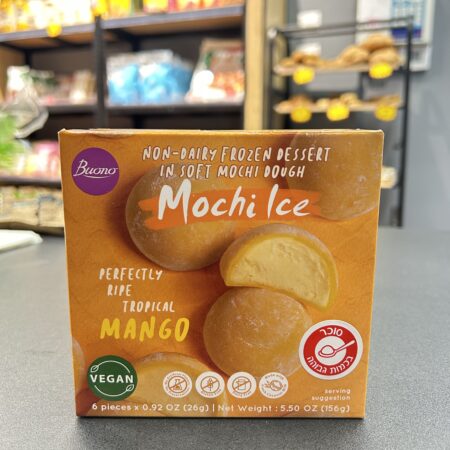 Buono
NON-DAIRY FROZEN DESSERT
IN SOFT MOCHI DOUGH
Mochi Ice
PERFECTLY
RIPE
TROPICAL
MANGO
סוכר
בכמות גבוהה
VEGAN
serving
suggestion
6 pieces x 0.92 OZ (26g) | Net Weight : 5.50 OZ (156g)